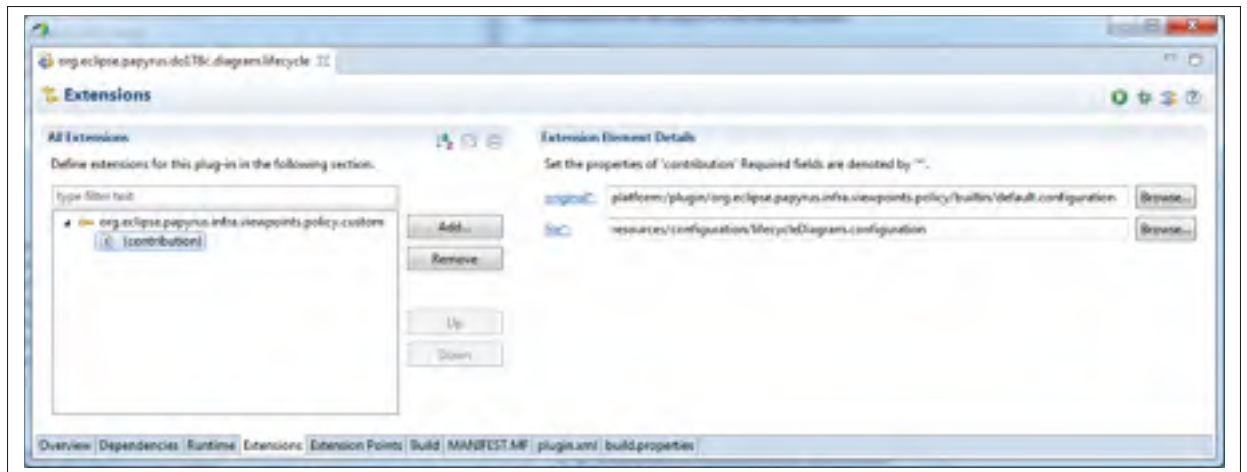 org.eclipse.papyrus.do178c.diagram.lifecycle
Extensions
All Extensions
Define extensions for this plug-in in the following section.
type filter text
org.eclipse.papyrus.infra.viewpoints.policy.custom
(contribution)
Add...
Remove
Up
Down
Extension Element Details
Set the properties of 'contribution' Required fields are denoted by '*'.
original*: platform:/plugin/org.eclipse.papyrus.infra.viewpoints.policy/builtin/default.configuration Browse...
file*: resources/configuration/lifecycleDiagram.configuration Browse...
Overview Dependencies Runtime Extensions Extension Points Build MANIFEST.MF plugin.xml build.properties